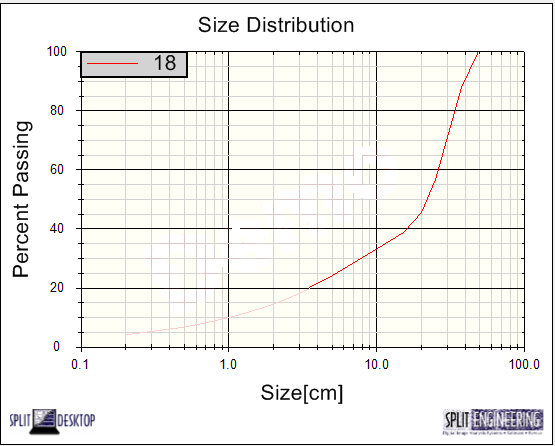 Size Distribution
18
Percent Passing
100
80
60
40
20
0
0.1 1.0 10.0 100.0
Size[cm]
SPLIT DESKTOP
SPLIT ENGINEERING